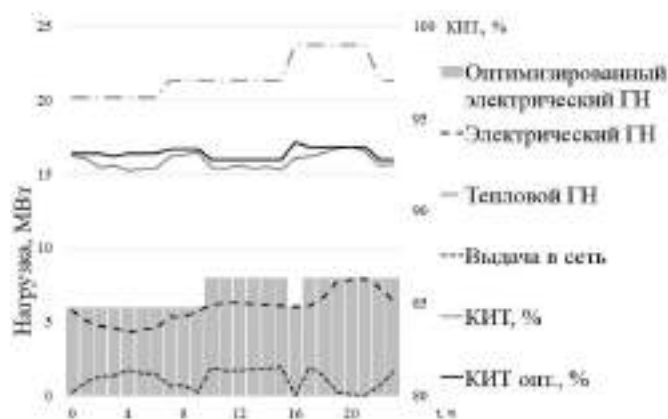 25
100 КИТ, %
Оптимизированный
электрический ГН
20
95
Электрический ГН
15
Тепловой ГН
90
Нагрузка, МВт
10
Выдача в сеть
5
85
КИТ, %
КИТ опт., %
0
80
0 4 8 12 16 20 t, ч